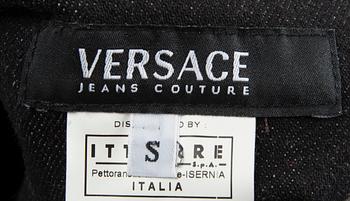 VERSACE
JEANS COUTURE
BY:
S
S.p.A.
ITALIA